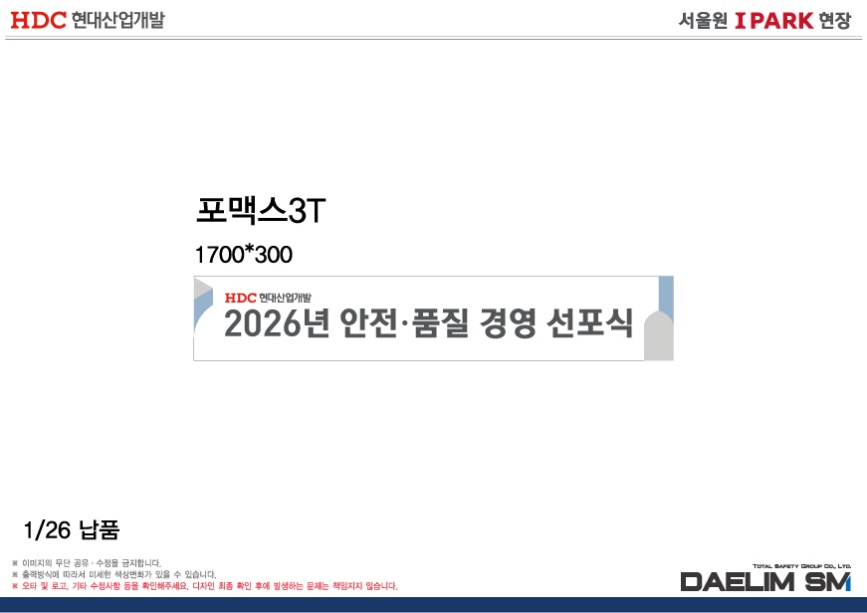 HDC 현대산업개발
서울원 IPARK 현장
포맥스3T
1700*300
HDC 현대산업개발
2026년 안전·품질 경영 선포식
1/26 납품
※ 이미지의 무단 공유·수정을 금지합니다.
※ 출력방식에 따라서 미세한 색상변화가 있을 수 있습니다.
※ 오타 및 로고, 기타 수정사항 등을 확인해주세요. 디자인 최종 확인 후에 발생하는 문제는 책임지지 않습니다.
TOTAL SAFETY GROUP CO., LTD.
DAELIM SM